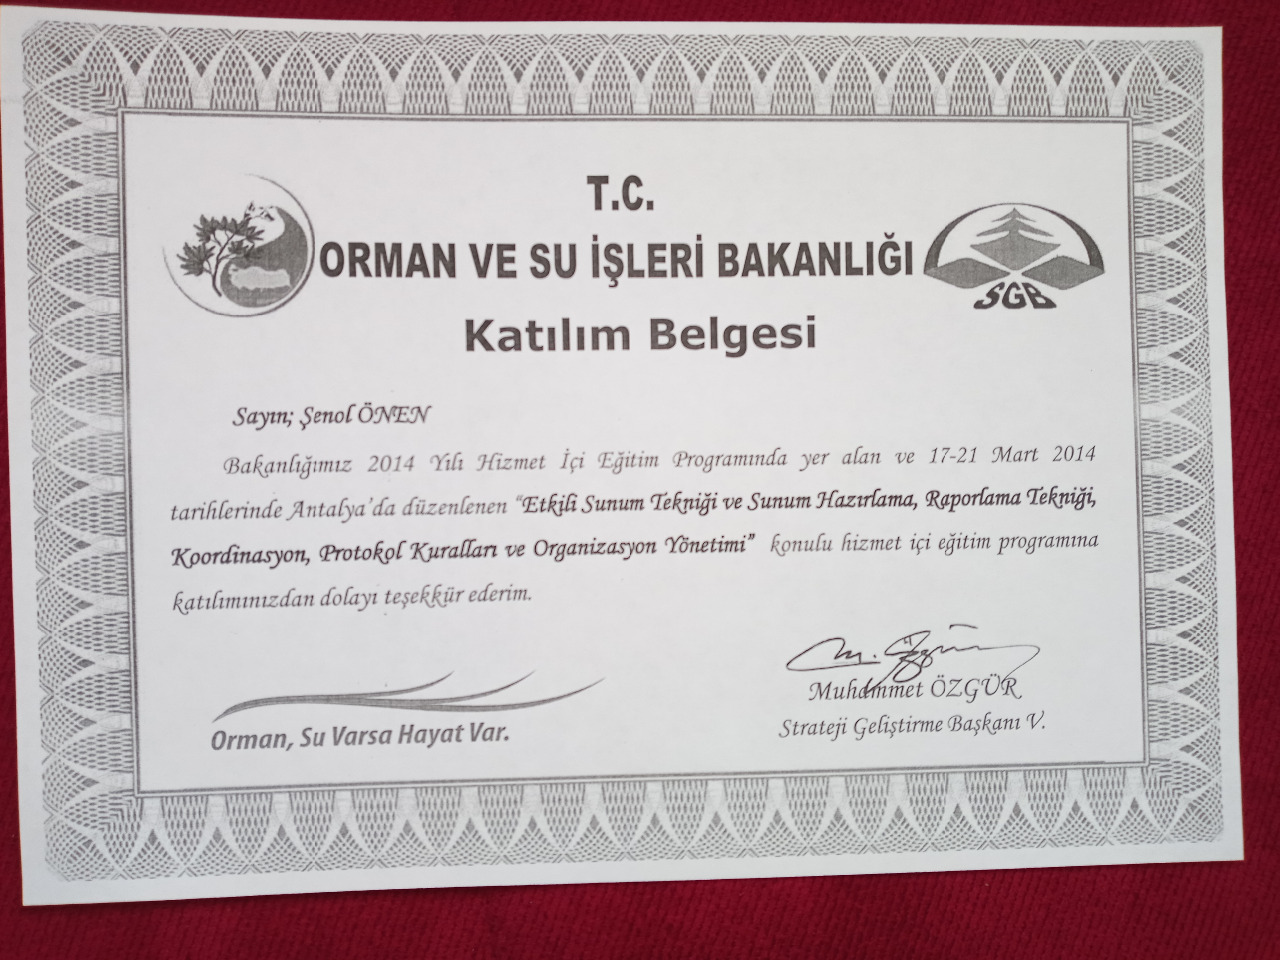 T.C.
ORMAN VE SU İŞLERİ BAKANLIĞI
SGB
Katılım Belgesi
Sayın; Şenol ÖNEN
Bakanlığımız 2014 Yılı Hizmet İçi Eğitim Programında yer alan ve 17-21 Mart 2014
tarihlerinde Antalya'da düzenlenen "Etkili Sunum Tekniği ve Sunum Hazırlama, Raporlama Tekniği,
Koordinasyon, Protokol Kuralları ve Organizasyon Yönetimi" konulu hizmet içi eğitim programına
katılımınızdan dolayı teşekkür ederim.
M. Özgür
Muhammet ÖZGÜR
Strateji Geliştirme Başkanı V.
Orman, Su Varsa Hayat Var.